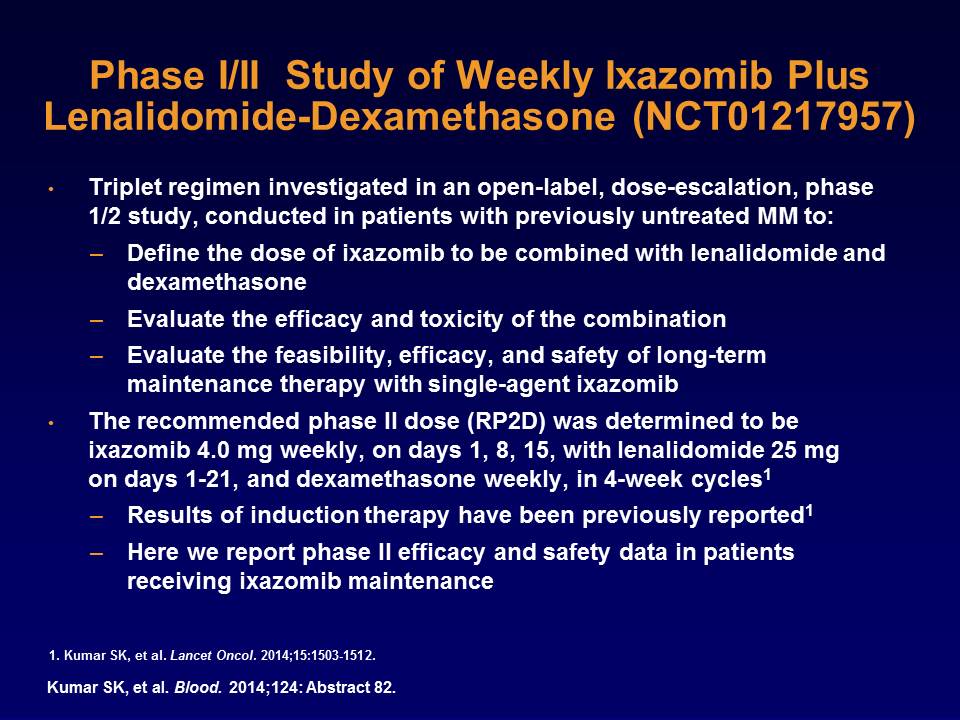 Phase I/II  Study of Weekly Ixazomib Plus
Lenalidomide-Dexamethasone (NCT01217957)
• Triplet regimen investigated in an open-label, dose-escalation, phase
1/2 study, conducted in patients with previously untreated MM to:
– Define the dose of ixazomib to be combined with lenalidomide and
dexamethasone
– Evaluate the efficacy and toxicity of the combination
– Evaluate the feasibility, efficacy, and safety of long-term
maintenance therapy with single-agent ixazomib
• The recommended phase II dose (RP2D) was determined to be
ixazomib 4.0 mg weekly, on days 1, 8, 15, with lenalidomide 25 mg
on days 1-21, and dexamethasone weekly, in 4-week cycles¹
– Results of induction therapy have been previously reported¹
– Here we report phase II efficacy and safety data in patients
receiving ixazomib maintenance
1. Kumar SK, et al. Lancet Oncol. 2014;15:1503-1512.
Kumar SK, et al. Blood. 2014;124: Abstract 82.